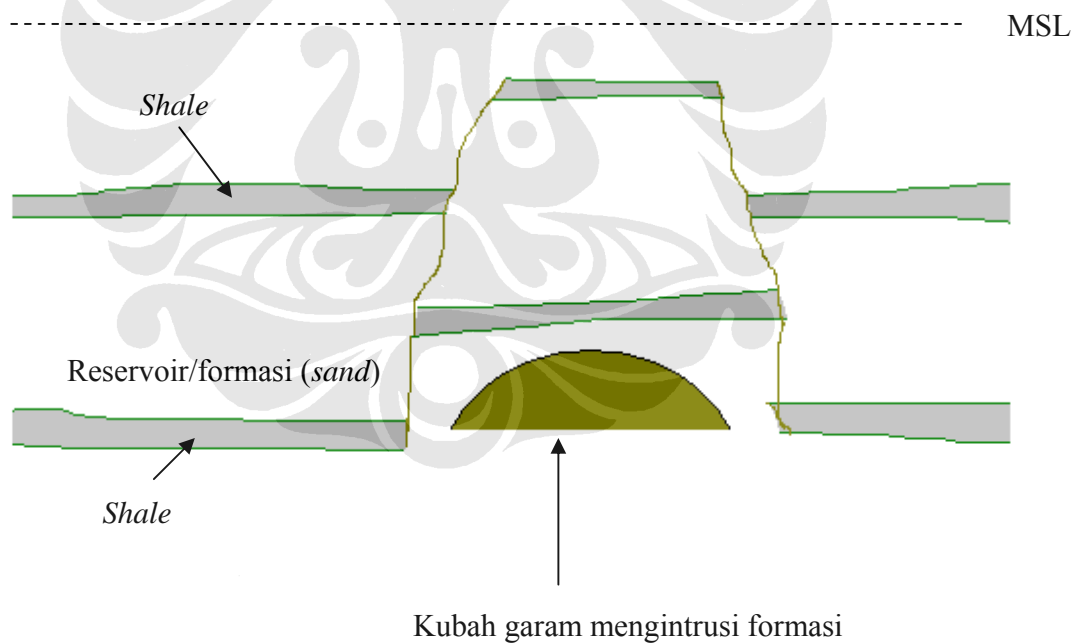 MSL
Shale
Reservoir/formasi (sand)
Shale
Kubah garam mengintrusi formasi